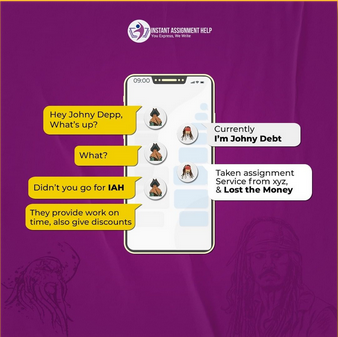 INSTANT ASSIGNMENT HELP
You Express, We Write
09:00
Hey Johny Depp,
What's up?
Currently
I'm Johny Debt
What?
Taken assignment
Service from xyz,
& Lost the Money
Didn't you go for IAH
They provide work on
time, also give discounts